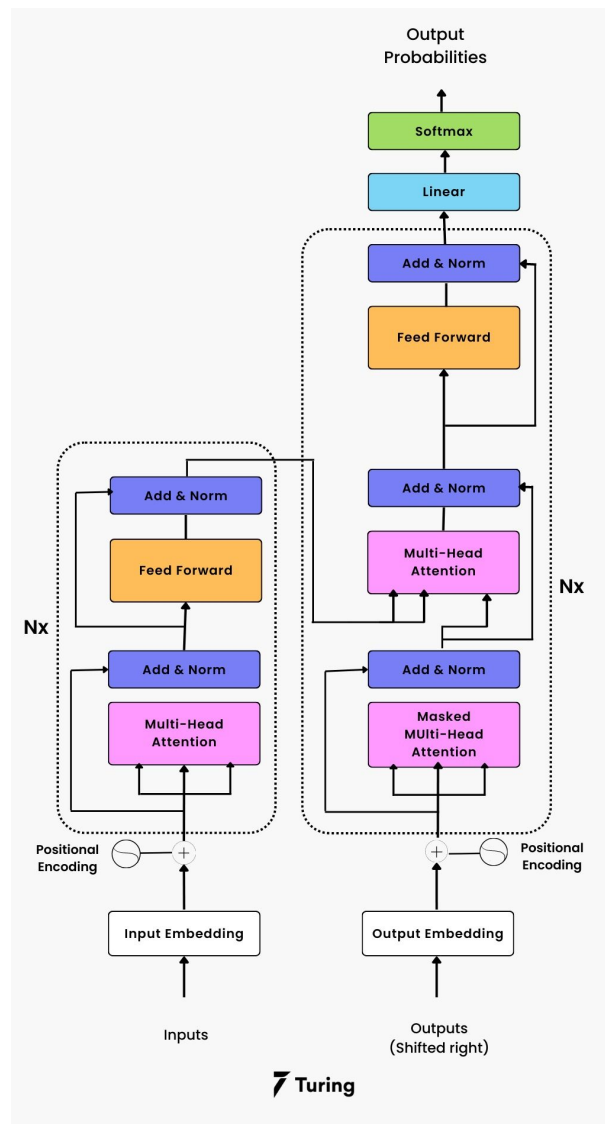 Output
Probabilities
Softmax
Linear
Add & Norm
Feed Forward
Add & Norm
Multi-Head
Attention
Nx
Add & Norm
Masked
MUlti-Head
Attention
Add & Norm
Feed Forward
Nx
Add & Norm
Multi-Head
Attention
Positional
Encoding
+
+
Positional
Encoding
Input Embedding
Output Embedding
Inputs
Outputs
(Shifted right)
Turing